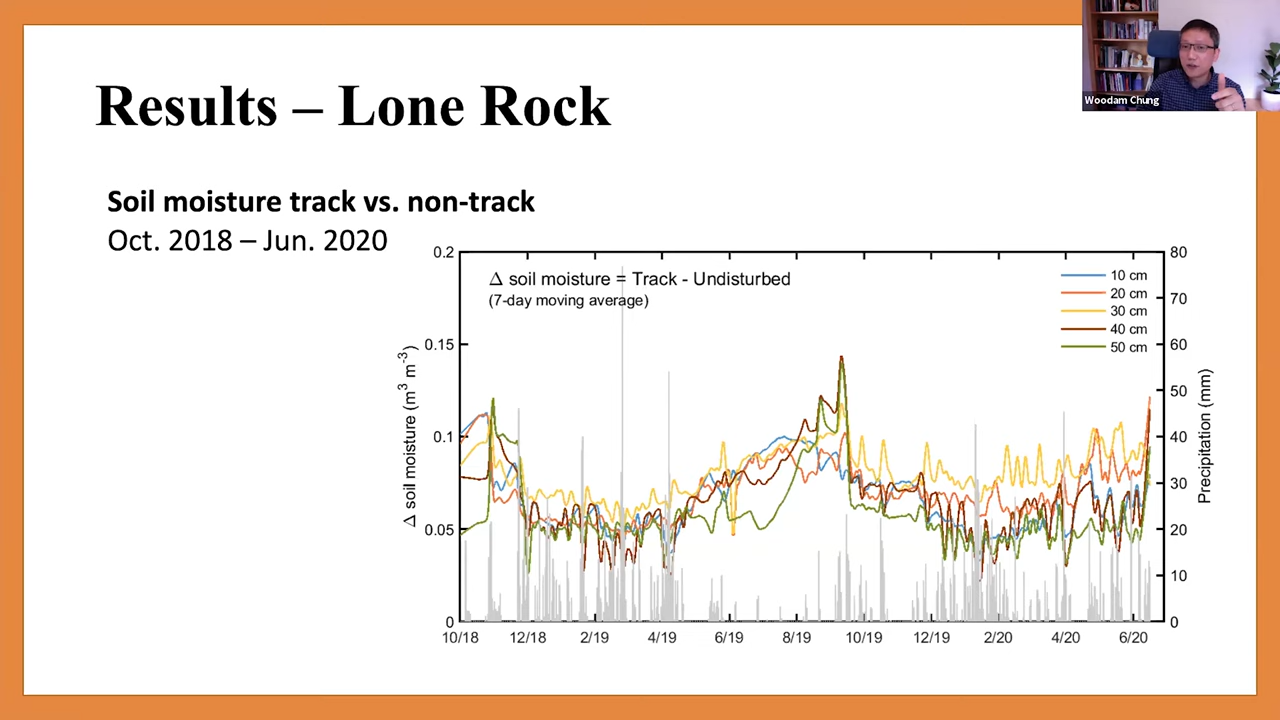 Results – Lone Rock
Woodam Chung
Soil moisture track vs. non-track
Oct. 2018 – Jun. 2020
Δ soil moisture = Track - Undisturbed
(7-day moving average)
10 cm
20 cm
30 cm
40 cm
50 cm
0.2
0.15
0.1
0.05
0
Δ soil moisture (m³ m⁻³)
80
70
60
50
40
30
20
10
0
Precipitation (mm)
10/18 12/18 2/19 4/19 6/19 8/19 10/19 12/19 2/20 4/20 6/20